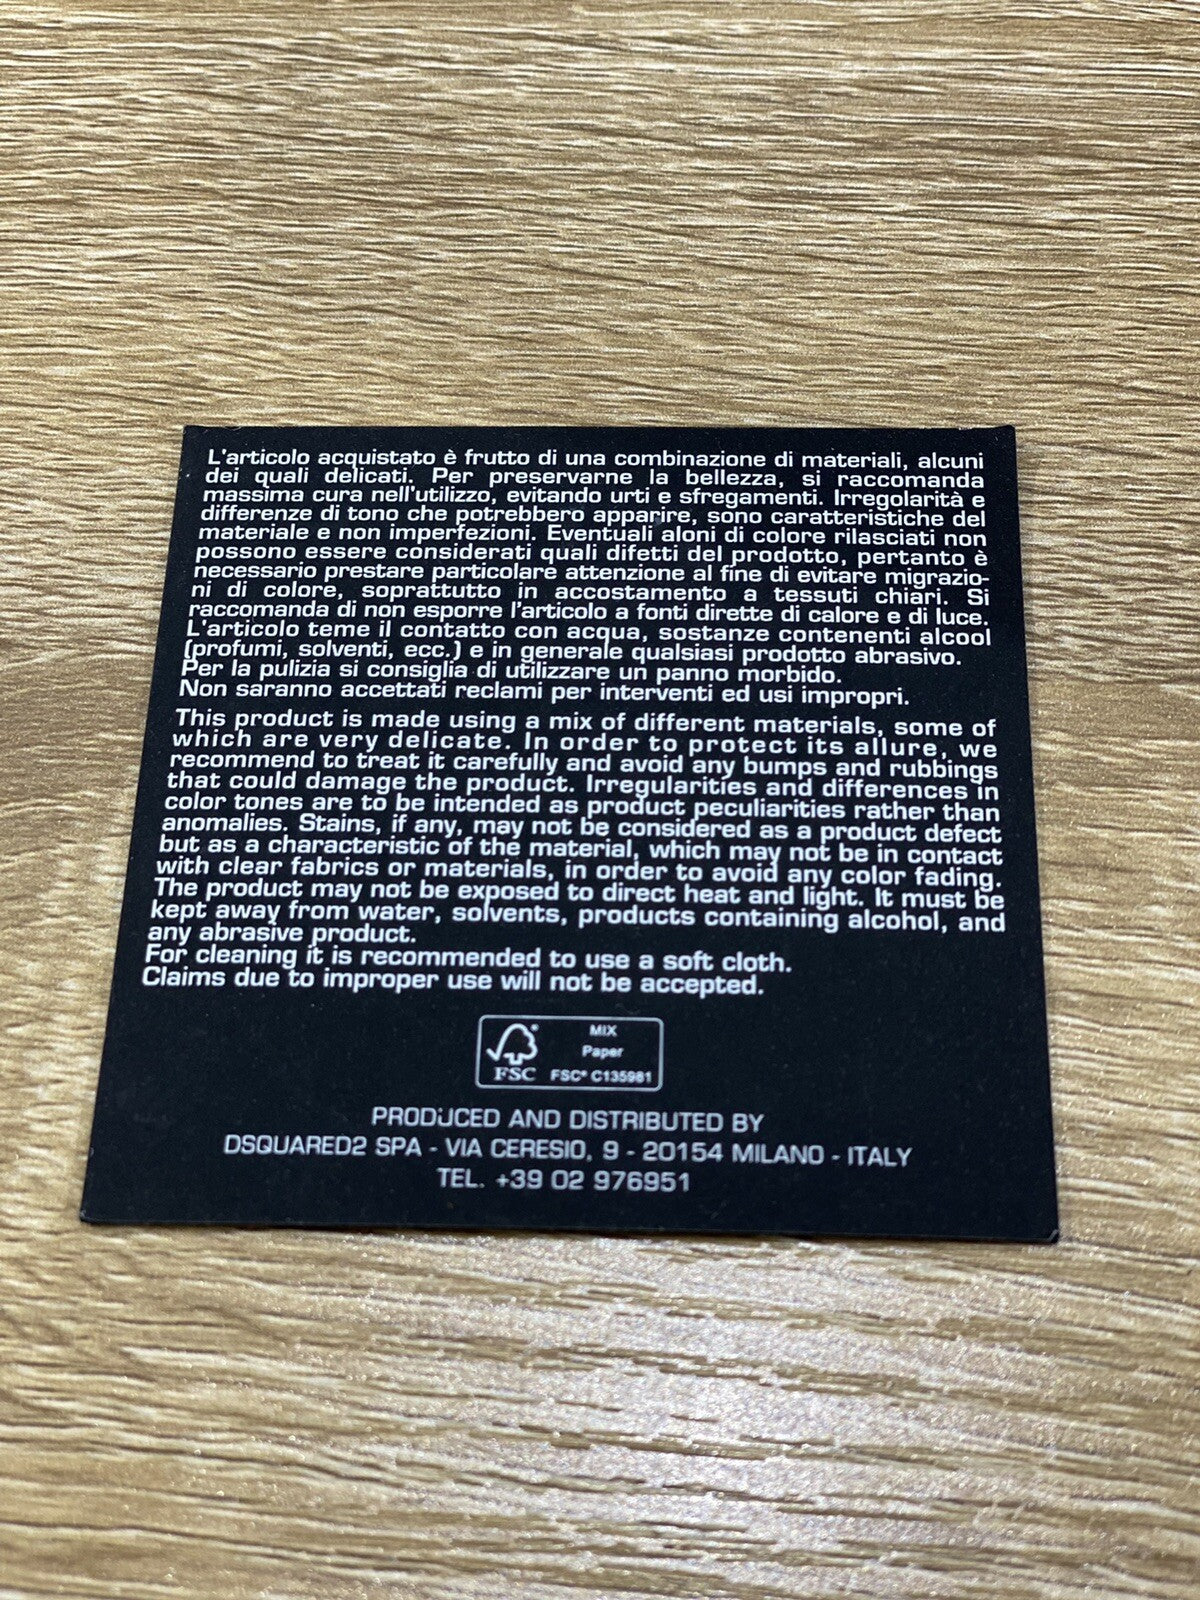 L'articolo acquistato è frutto di una combinazione di materiali, alcuni
dei quali delicati. Per preservarne la bellezza, si raccomanda
massima cura nell'utilizzo, evitando urti e sfregamenti. Irregolarità e
differenze di tono che potrebbero apparire, sono caratteristiche del
materiale e non imperfezioni. Eventuali aloni di colore rilasciati non
possono essere considerati quali difetti del prodotto, pertanto è
necessario prestare particolare attenzione al fine di evitare migrazio-
ni di colore, soprattutto in accostamento a tessuti chiari. Si
raccomanda di non esporre l'articolo a fonti dirette di calore e di luce.
L'articolo teme il contatto con acqua, sostanze contenenti alcool
(profumi, solventi, ecc.) e in generale qualsiasi prodotto abrasivo.
Per la pulizia si consiglia di utilizzare un panno morbido.
Non saranno accettati reclami per interventi ed usi impropri.
This product is made using a mix of different materials, some of
which are very delicate. In order to protect its allure, we
recommend to treat it carefully and avoid any bumps and rubbings
that could damage the product. Irregularities and differences in
color tones are to be intended as product peculiarities rather than
anomalies. Stains, if any, may not be considered as a product defect
but as a characteristic of the material, which may not be in contact
with clear fabrics or materials, in order to avoid any color fading.
The product may not be exposed to direct heat and light. It must be
kept away from water, solvents, products containing alcohol, and
any abrasive product.
For cleaning it is recommended to use a soft cloth.
Claims due to improper use will not be accepted.
MIX
Paper
FSC FSC® C135981
PRODUCED AND DISTRIBUTED BY
DSQUARED2 SPA - VIA CERESIO, 9 - 20154 MILANO - ITALY
TEL. +39 02 976951